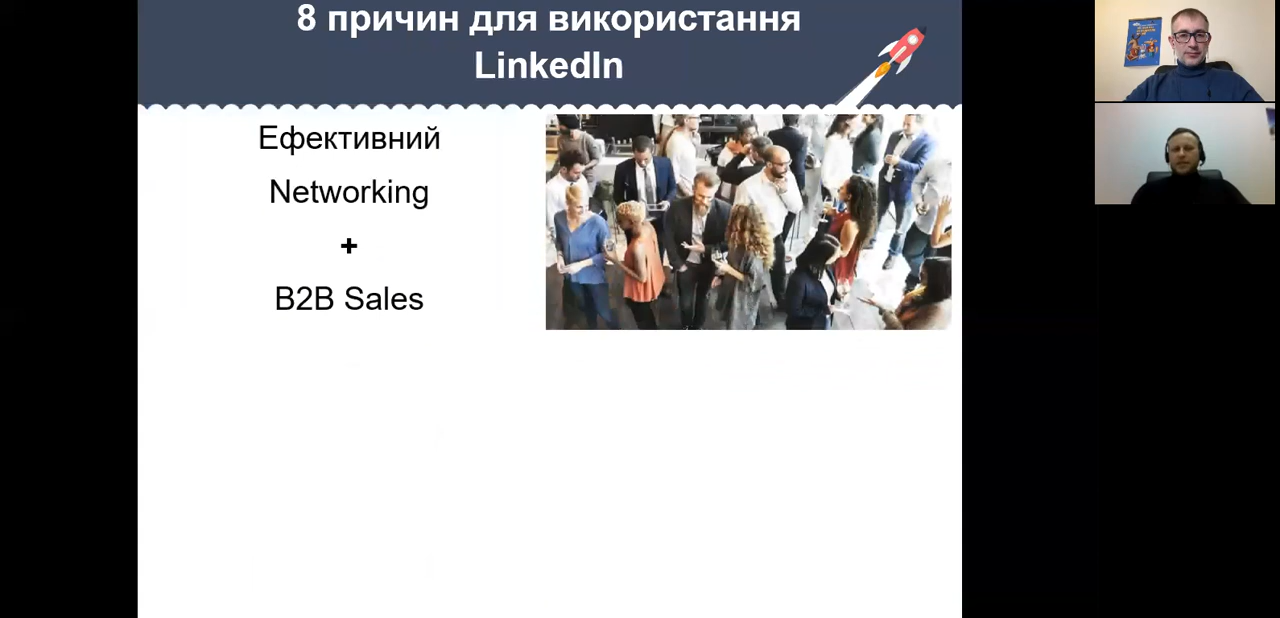 8 причин для використання
LinkedIn
Ефективний
Networking
+
B2B Sales